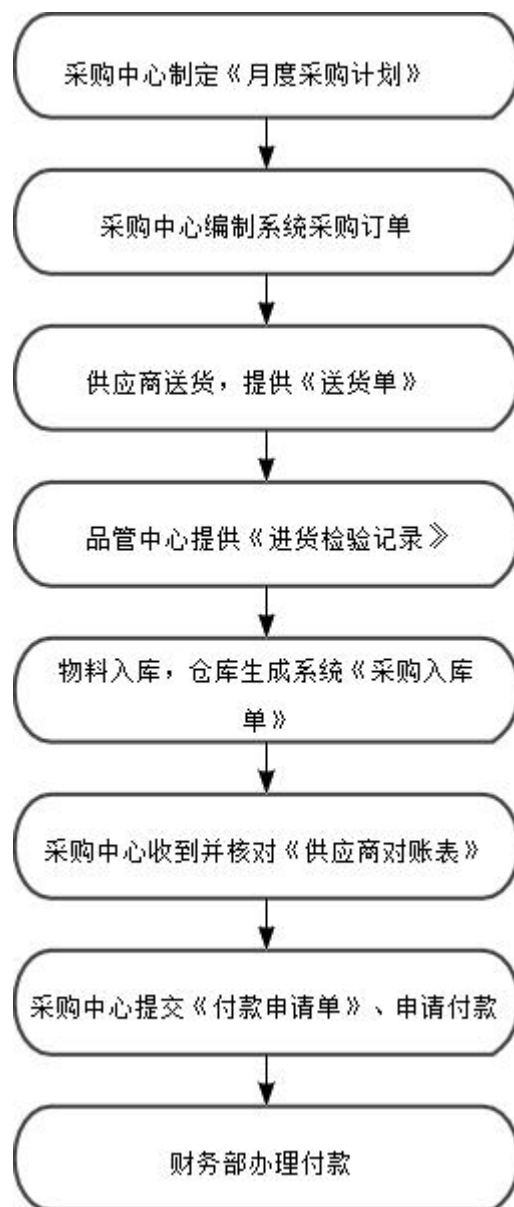 采购中心制定《月度采购计划》
采购中心编制系统采购订单
供应商送货，提供《送货单》
品管中心提供《进货检验记录》
物料入库，仓库生成系统《采购入库
单》
采购中心收到并核对《供应商对账表》
采购中心提交《付款申请单》、申请付款
财务部办理付款